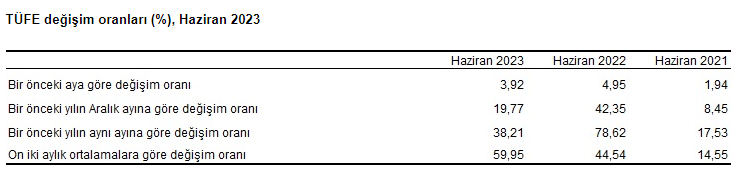 TÜFE değişim oranları (%), Haziran 2023
Haziran 2023 Haziran 2022 Haziran 2021
Bir önceki aya göre değişim oranı 3,92 4,95 1,94
Bir önceki yılın Aralık ayına göre değişim oranı 19,77 42,35 8,45
Bir önceki yılın aynı ayına göre değişim oranı 38,21 78,62 17,53
On iki aylık ortalamalara göre değişim oranı 59,95 44,54 14,55